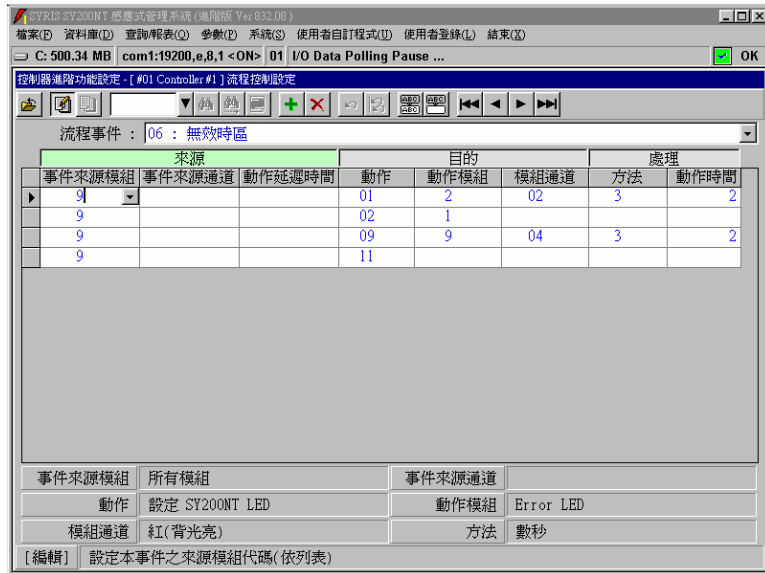 SYRIS SY200NT 感應式管理系統 (進階版 Ver 832.08 )
檔案(F) 資料庫(D) 查詢/報表(Q) 參數(P) 系統(S) 使用者自訂程式(U) 使用者登錄(L) 結束(X)
C: 500.34 MB com1:19200,e,8,1 <ON> 01 I/O Data Polling Pause ... OK
控制器進階功能設定 - [ #01 Controller #1 ] 流程控制設定
流程事件 : 06 : 無效時區
來源 目的 處理
事件來源模組 事件來源通道 動作延遲時間 動作 動作模組 模組通道 方法 動作時間
9 01 2 02 3 2
9 02 1
9 09 9 04 3 2
9 11
事件來源模組 所有模組 事件來源通道
動作 設定 SY200NT LED 動作模組 Error LED
模組通道 紅(背光亮) 方法 數秒
[編輯] 設定本事件之來源模組代碼(依列表)